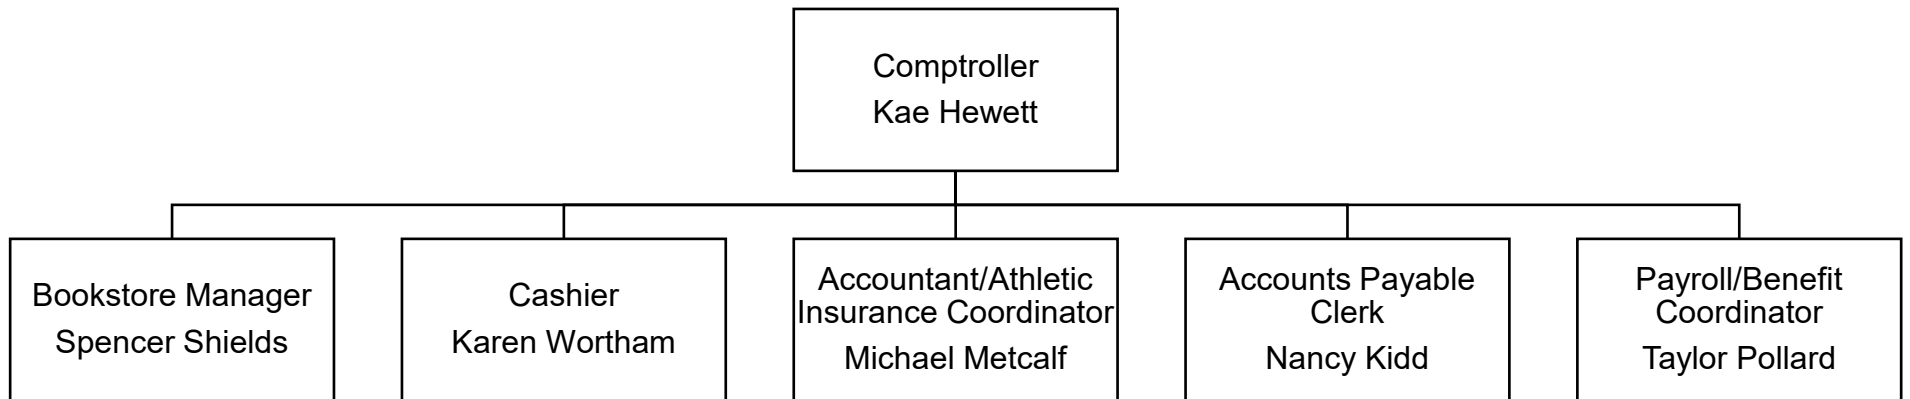 Comptroller
Kae Hewett
Bookstore Manager
Spencer Shields
Cashier
Karen Wortham
Accountant/Athletic
Insurance Coordinator
Michael Metcalf
Accounts Payable
Clerk
Nancy Kidd
Payroll/Benefit
Coordinator
Taylor Pollard